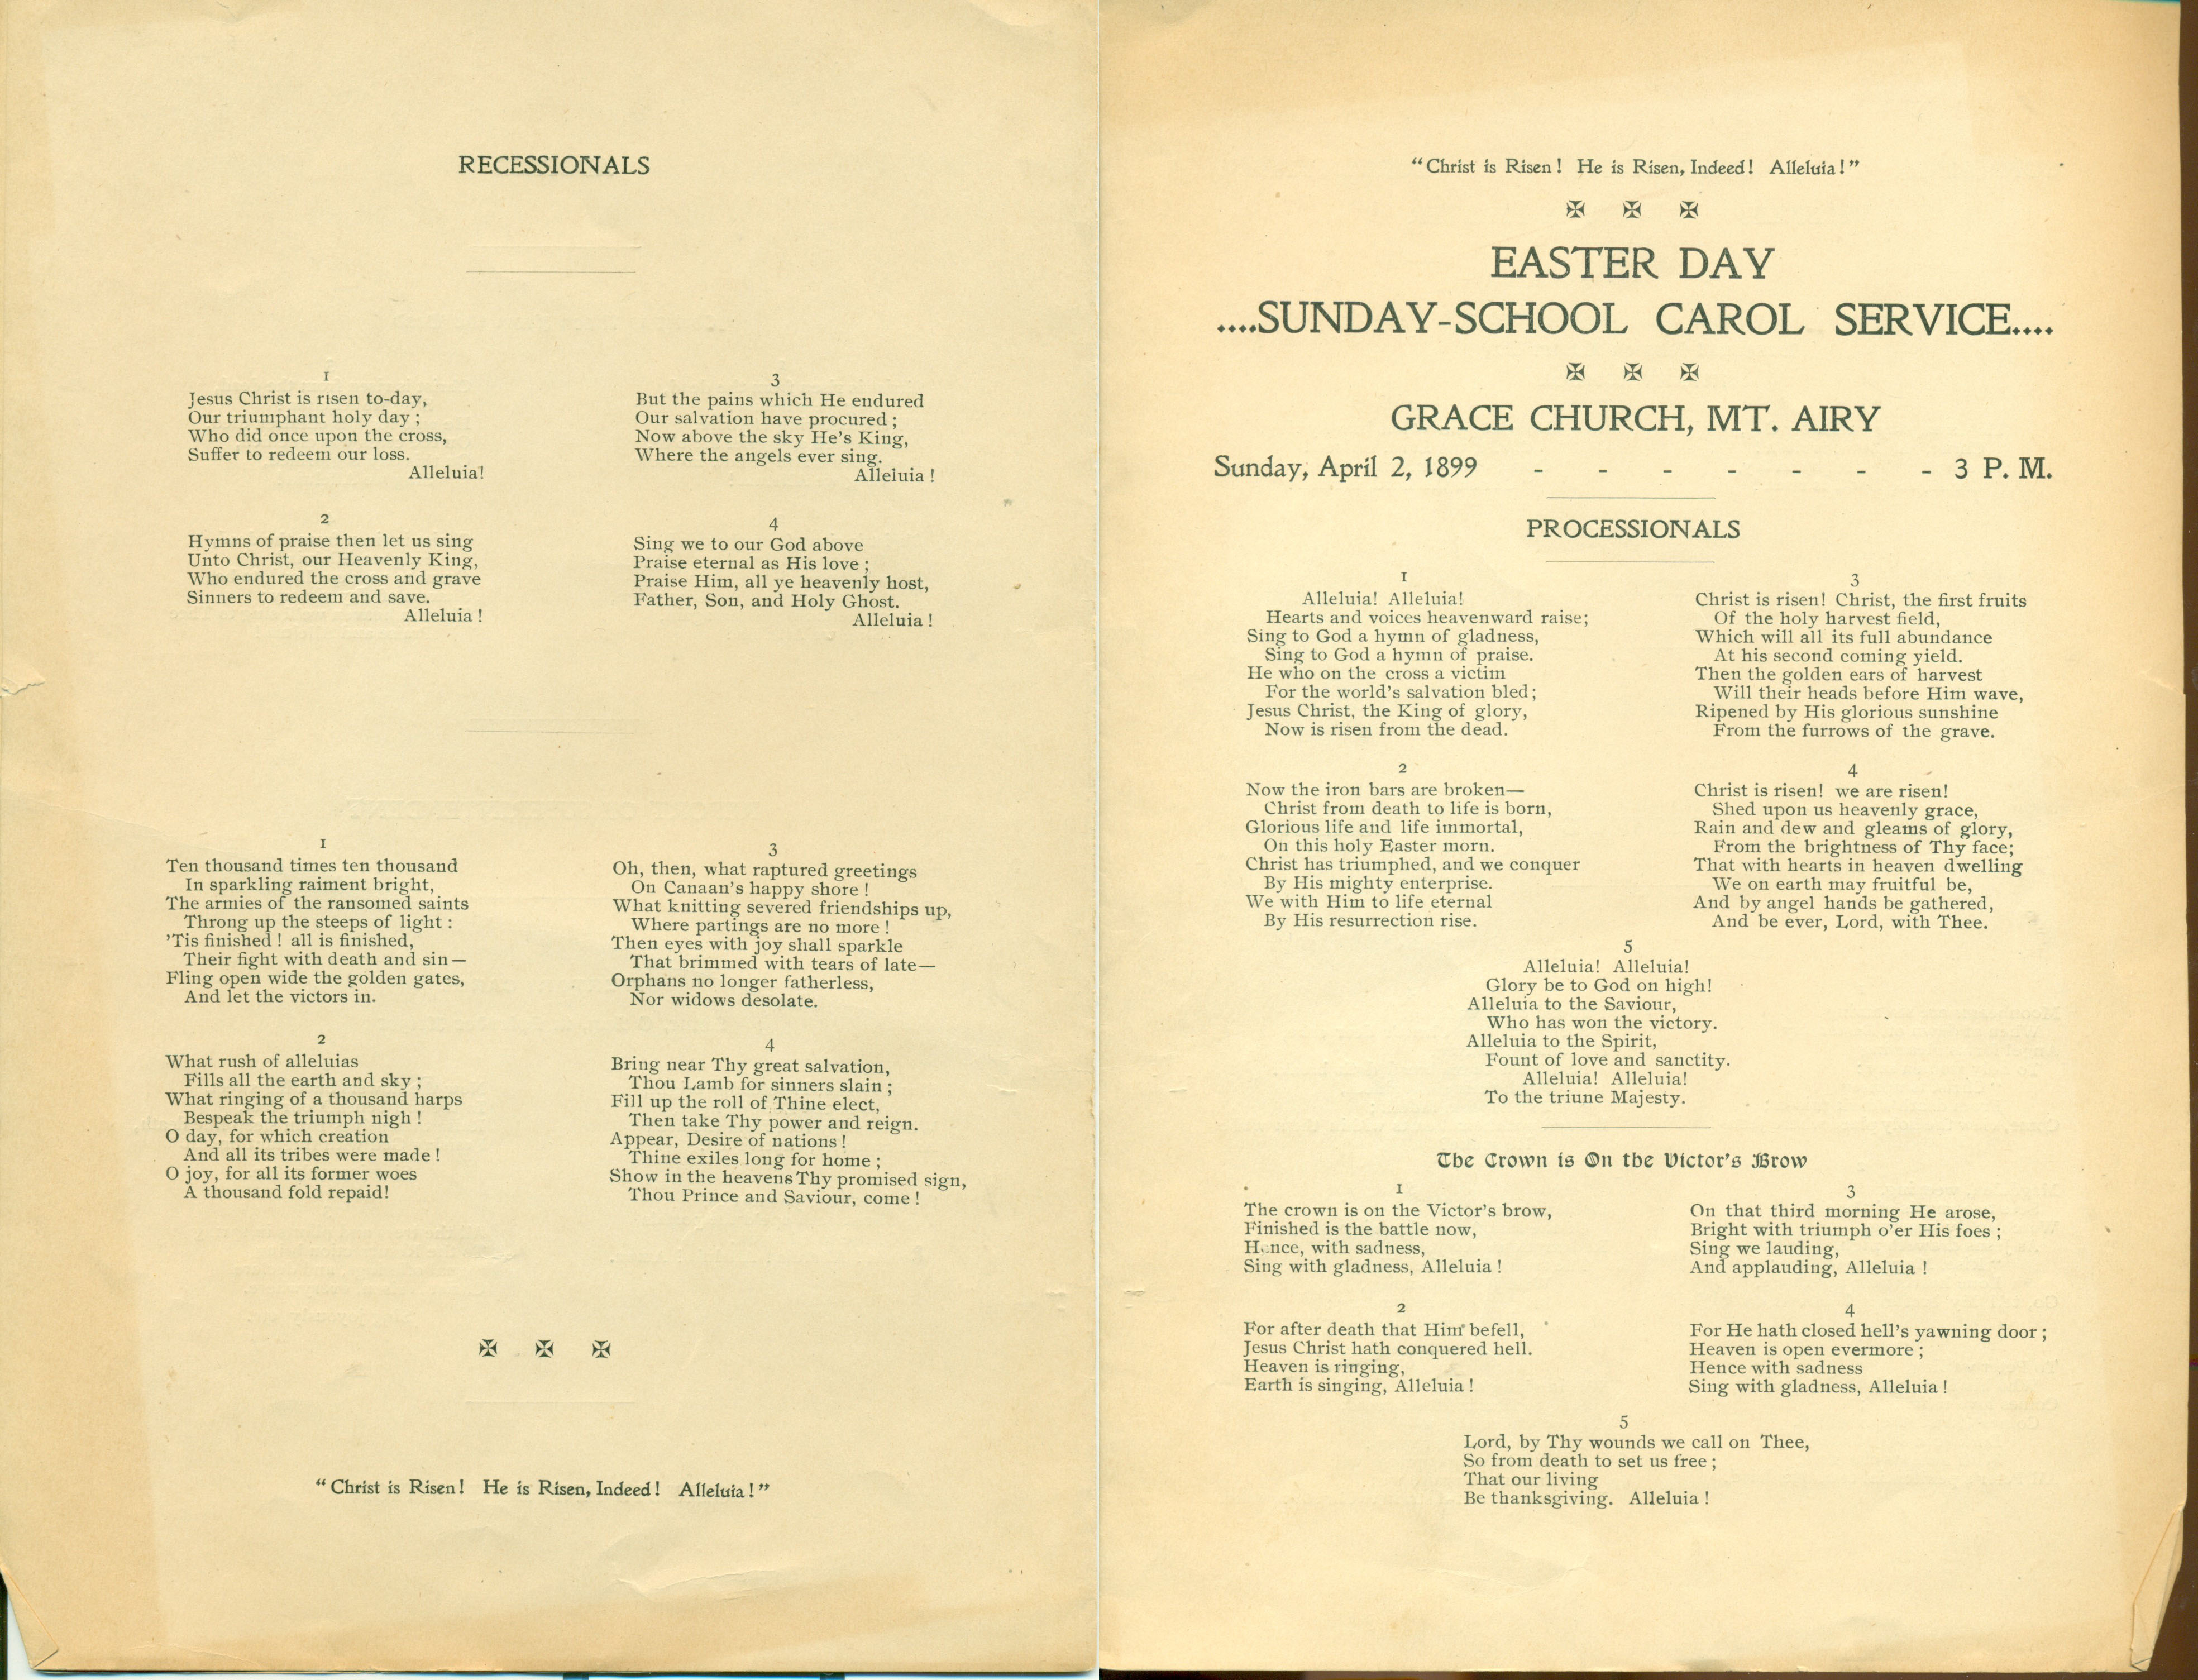 RECESSIONALS
1
Jesus Christ is risen to-day,
Our triumphant holy day ;
Who did once upon the cross,
Suffer to redeem our loss.
Alleluia!
2
Hymns of praise then let us sing
Unto Christ, our Heavenly King,
Who endured the cross and grave
Sinners to redeem and save.
Alleluia !
3
But the pains which He endured
Our salvation have procured ;
Now above the sky He's King,
Where the angels ever sing.
Alleluia !
4
Sing we to our God above
Praise eternal as His love ;
Praise Him, all ye heavenly host,
Father, Son, and Holy Ghost.
Alleluia !
1
Ten thousand times ten thousand
In sparkling raiment bright,
The armies of the ransomed saints
Throng up the steeps of light :
'Tis finished ! all is finished,
Their fight with death and sin—
Fling open wide the golden gates,
And let the victors in.
2
What rush of alleluias
Fills all the earth and sky ;
What ringing of a thousand harps
Bespeak the triumph nigh !
O day, for which creation
And all its tribes were made !
O joy, for all its former woes
A thousand fold repaid!
3
Oh, then, what raptured greetings
On Canaan's happy shore !
What knitting severed friendships up,
Where partings are no more !
Then eyes with joy shall sparkle
That brimmed with tears of late—
Orphans no longer fatherless,
Nor widows desolate.
4
Bring near Thy great salvation,
Thou Lamb for sinners slain ;
Fill up the roll of Thine elect,
Then take Thy power and reign.
Appear, Desire of nations !
Thine exiles long for home ;
Show in the heavens Thy promised sign,
Thou Prince and Saviour, come !
"Christ is Risen! He is Risen, Indeed! Alleluia!"
"Christ is Risen! He is Risen, Indeed! Alleluia!"
EASTER DAY
....SUNDAY-SCHOOL CAROL SERVICE....
GRACE CHURCH, MT. AIRY
Sunday, April 2, 1899 - - - - - - - 3 P. M.
PROCESSIONALS
1
Alleluia! Alleluia!
Hearts and voices heavenward raise;
Sing to God a hymn of gladness,
Sing to God a hymn of praise.
He who on the cross a victim
For the world's salvation bled;
Jesus Christ, the King of glory,
Now is risen from the dead.
2
Now the iron bars are broken—
Christ from death to life is born,
Glorious life and life immortal,
On this holy Easter morn.
Christ has triumphed, and we conquer
By His mighty enterprise.
We with Him to life eternal
By His resurrection rise.
3
Christ is risen! Christ, the first fruits
Of the holy harvest field,
Which will all its full abundance
At his second coming yield.
Then the golden ears of harvest
Will their heads before Him wave,
Ripened by His glorious sunshine
From the furrows of the grave.
4
Christ is risen! we are risen!
Shed upon us heavenly grace,
Rain and dew and gleams of glory,
From the brightness of Thy face;
That with hearts in heaven dwelling
We on earth may fruitful be,
And by angel hands be gathered,
And be ever, Lord, with Thee.
5
Alleluia! Alleluia!
Glory be to God on high!
Alleluia to the Saviour,
Who has won the victory.
Alleluia to the Spirit,
Fount of love and sanctity.
Alleluia! Alleluia!
To the triune Majesty.
The Crown is On the Victor's Brow
1
The crown is on the Victor's brow,
Finished is the battle now,
Hence, with sadness,
Sing with gladness, Alleluia !
2
For after death that Him befell,
Jesus Christ hath conquered hell.
Heaven is ringing,
Earth is singing, Alleluia !
3
On that third morning He arose,
Bright with triumph o'er His foes ;
Sing we lauding,
And applauding, Alleluia !
4
For He hath closed hell's yawning door ;
Heaven is open evermore ;
Hence with sadness
Sing with gladness, Alleluia !
5
Lord, by Thy wounds we call on Thee,
So from death to set us free ;
That our living
Be thanksgiving. Alleluia !